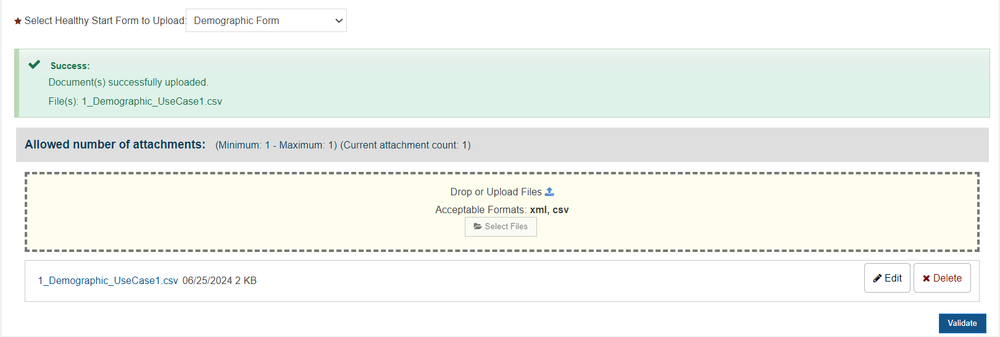 ★ Select Healthy Start Form to Upload: Demographic Form
Success:
Document(s) successfully uploaded.
File(s): 1_Demographic_UseCase1.csv
Allowed number of attachments: (Minimum: 1 - Maximum: 1) (Current attachment count: 1)
Drop or Upload Files
Acceptable Formats: xml, csv
Select Files
1_Demographic_UseCase1.csv 06/25/2024 2 KB Edit Delete
Validate